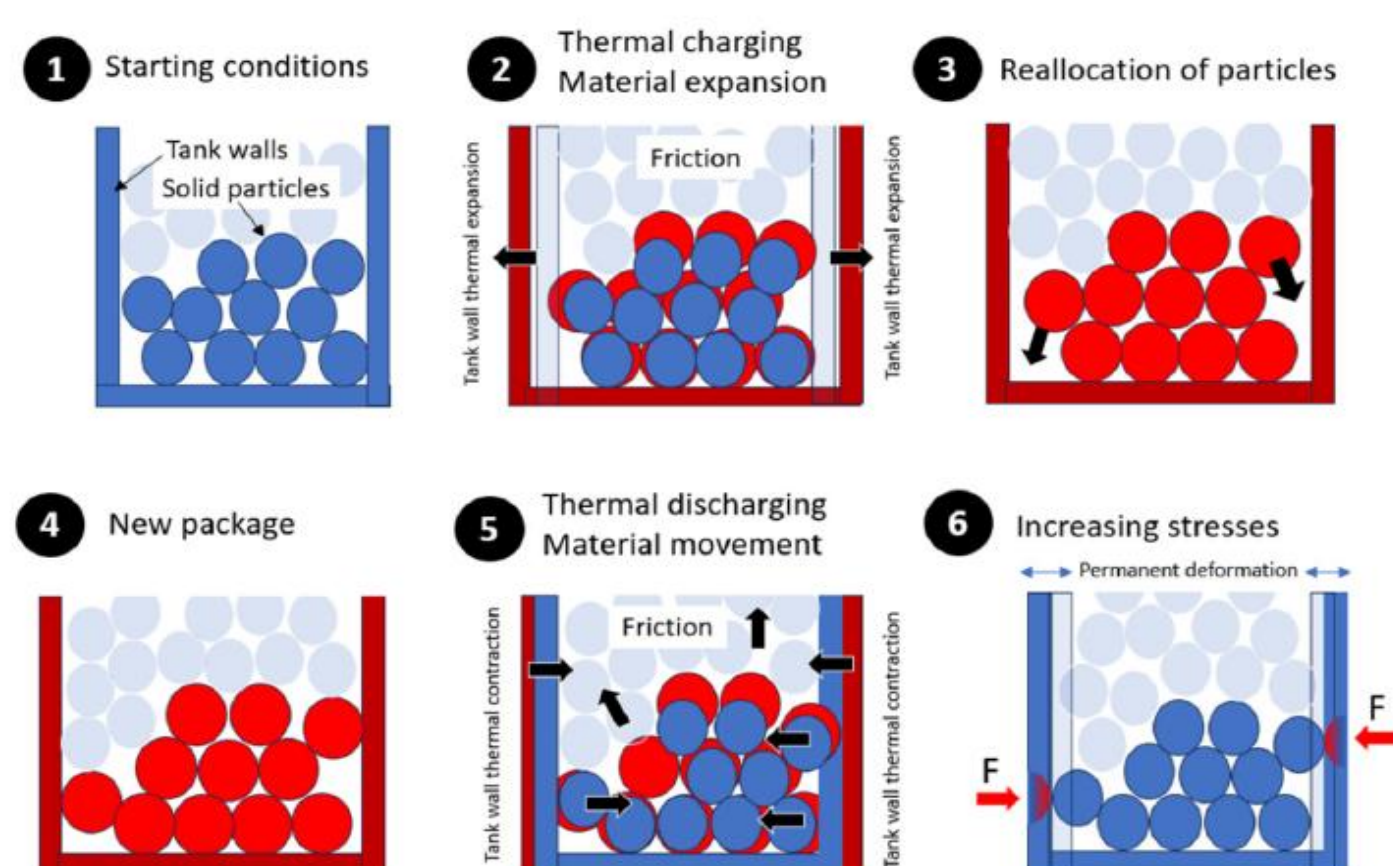 1 Starting conditions
Tank walls
Solid particles
2 Thermal charging
Material expansion
Friction
Tank wall thermal expansion
Tank wall thermal expansion
3 Reallocation of particles
4 New package
5 Thermal discharging
Material movement
Friction
Tank wall thermal contraction
Tank wall thermal contraction
6 Increasing stresses
Permanent deformation
F
F